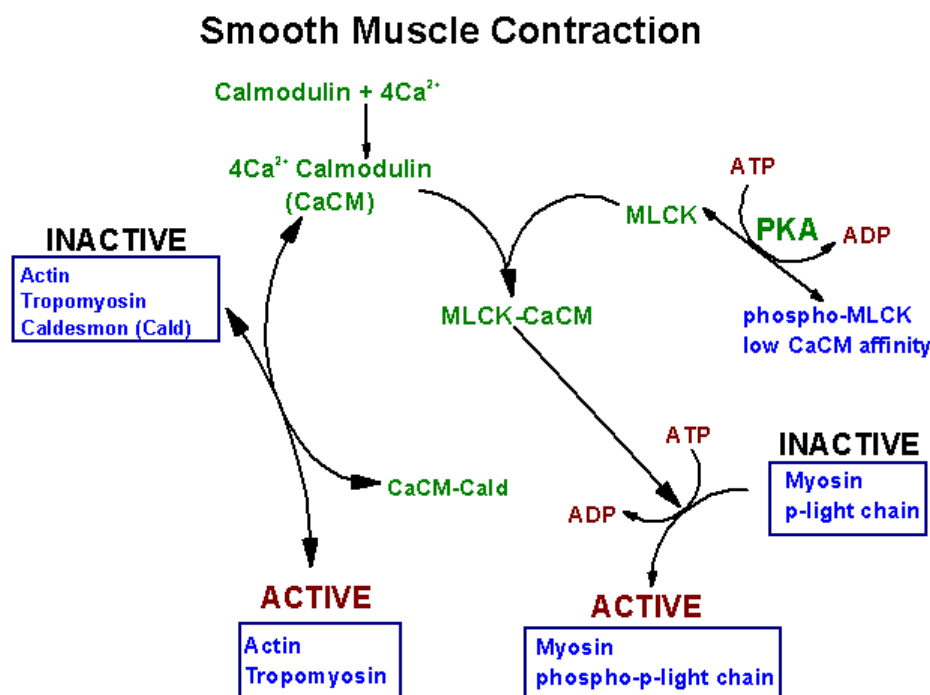 Smooth Muscle Contraction
Calmodulin + 4Ca²⁺
4Ca²⁺ Calmodulin
(CaCM)
ATP
MLCK
PKA
ADP
INACTIVE
Actin
Tropomyosin
Caldesmon (Cald)
MLCK-CaCM
phospho-MLCK
low CaCM affinity
ATP
INACTIVE
Myosin
p-light chain
CaCM-Cald
ADP
ACTIVE
Actin
Tropomyosin
ACTIVE
Myosin
phospho-p-light chain